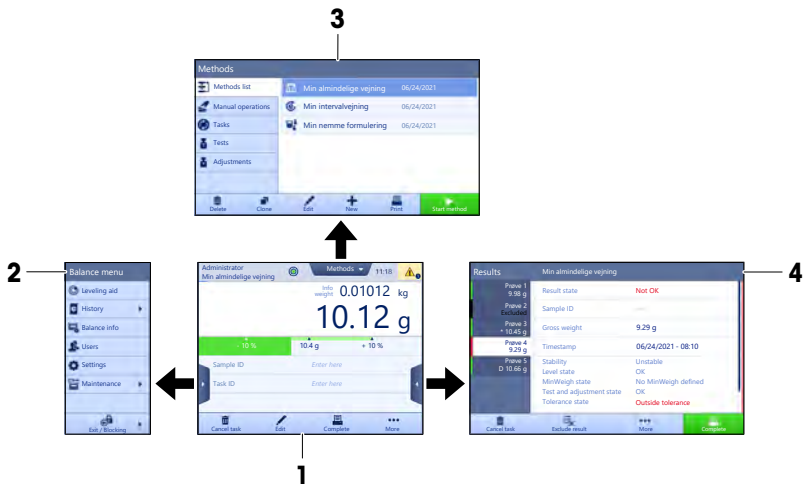 3
Methods
Methods list
Manual operations
Tasks
Tests
Adjustments
Min almindelige vejning 06/24/2021
Min intervalvejning 06/24/2021
Min nemme formulering 06/24/2021
Delete Clone Edit New Print Start method
2
Balance menu
Leveling aid
History
Balance info
Users
Settings
Maintenance
Exit / Blocking
Administrator
Min almindelige vejning
Methods 11:18
Info
weight 0.01012 kg
10.12 g
- 10 % 10.4 g + 10 %
Sample ID Enter here
Task ID Enter here
Cancel task Edit Complete More
1
4
Results Min almindelige vejning
Prøve 1
9.98 g
Prøve 2
Excluded
Prøve 3
* 10.45 g
Prøve 4
9.29 g
Prøve 5
D 10.66 g
Result state Not OK
Sample ID
Gross weight 9.29 g
Timestamp 06/24/2021 - 08:10
Stability Unstable
Level state OK
MinWeigh state No MinWeigh defined
Test and adjustment state OK
Tolerance state Outside tolerance
Cancel task Exclude result More Complete